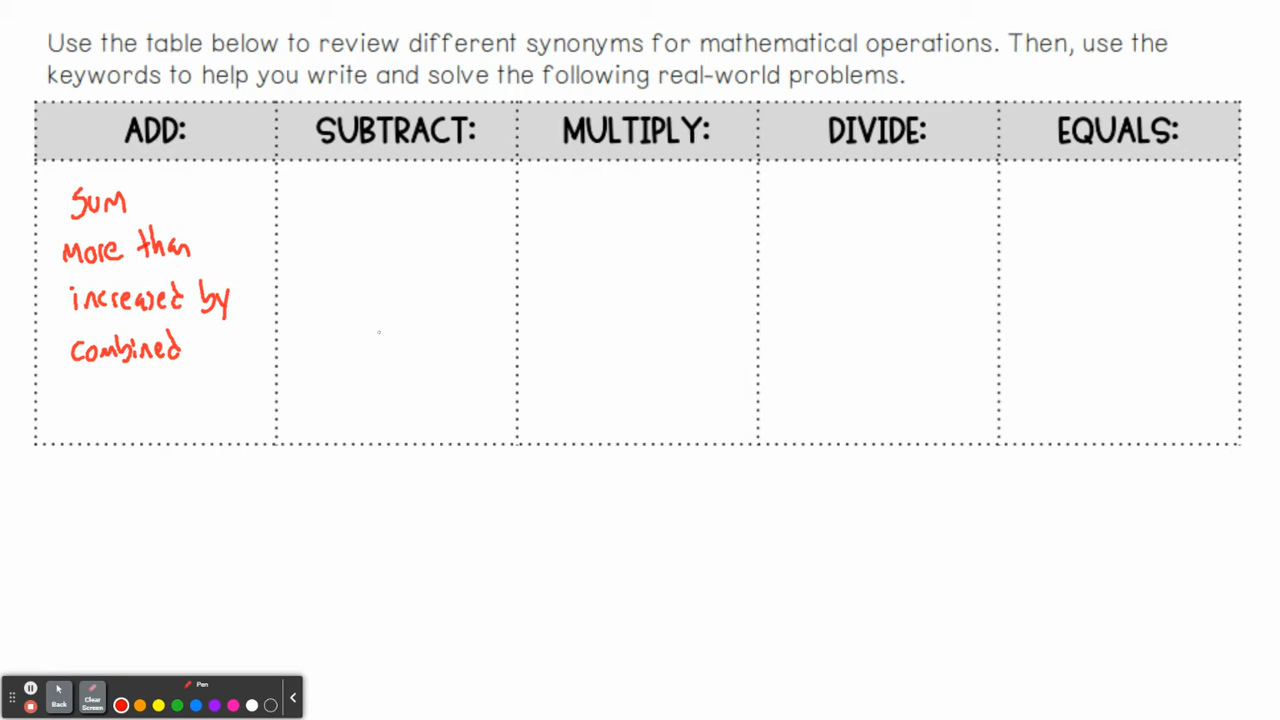 Use the table below to review different synonyms for mathematical operations. Then, use the
keywords to help you write and solve the following real-world problems.
ADD: SUBTRACT: MULTIPLY: DIVIDE: EQUALS:
Sum
more than
increased by
combined
Pen
Back
Clear
Screen